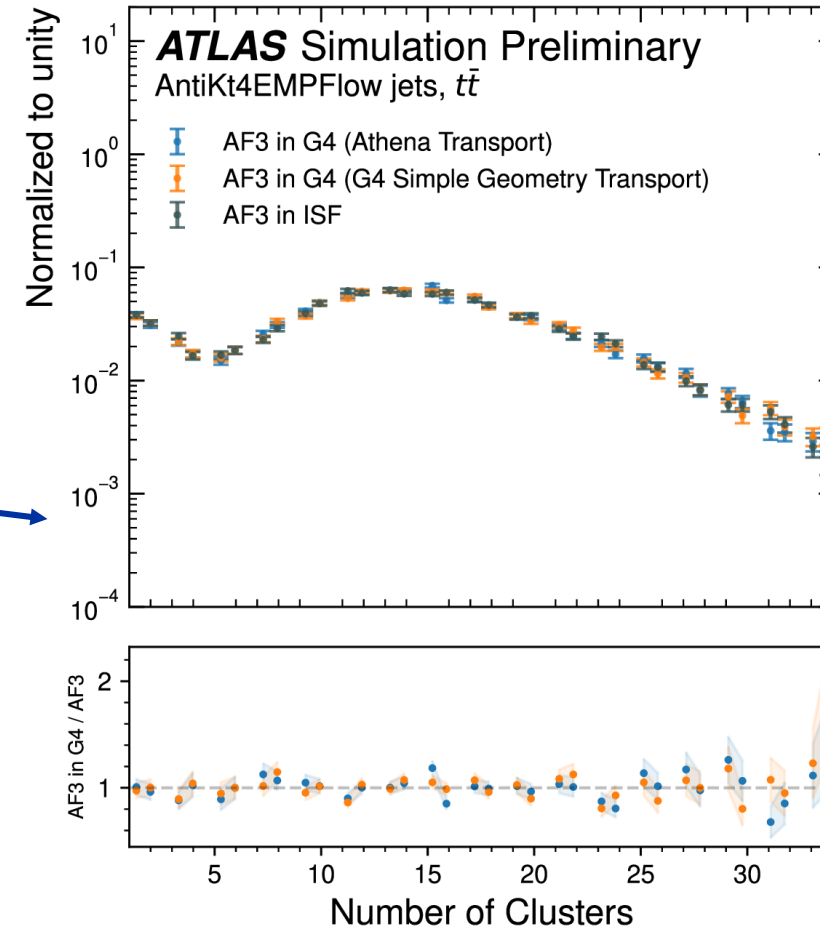 Normalized to unity
ATLAS Simulation Preliminary
AntiKt4EMPFlow jets, tt̄
AF3 in G4 (Athena Transport)
AF3 in G4 (G4 Simple Geometry Transport)
AF3 in ISF
10¹
10⁰
10⁻¹
10⁻²
10⁻³
10⁻⁴
AF3 in G4 / AF3
2
1
5 10 15 20 25 30
Number of Clusters